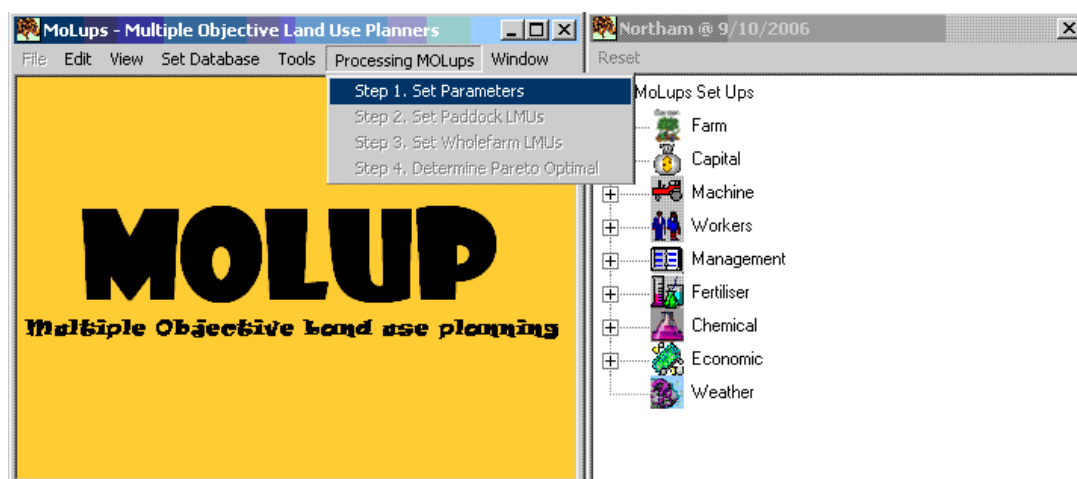 MoLups - Multiple Objective Land Use Planners
File Edit View Set Database Tools Processing MOLups Window
Step 1. Set Parameters
Step 2. Set Paddock LMUs
Step 3. Set Wholefarm LMUs
Step 4. Determine Pareto Optimal
MOLUP
Multiple Objective land use planning
Northam @ 9/10/2006
Reset
MoLups Set Ups
Farm
Capital
Machine
Workers
Management
Fertiliser
Chemical
Economic
Weather